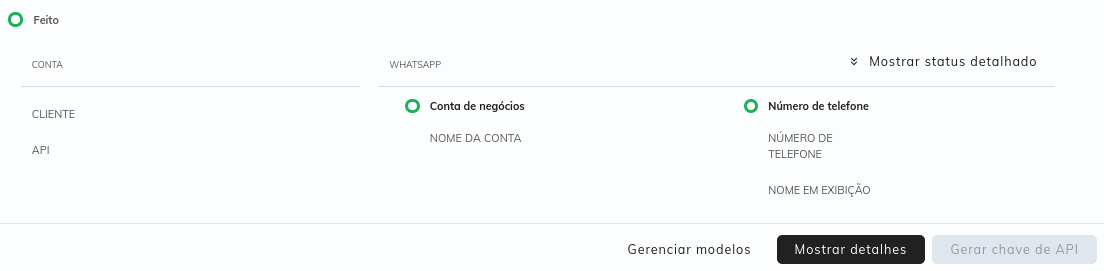 Feito
CONTA
WHATSAPP
Mostrar status detalhado
CLIENTE
API
Conta de negócios
NOME DA CONTA
Número de telefone
NÚMERO DE
TELEFONE
NOME EM EXIBIÇÃO
Gerenciar modelos
Mostrar detalhes
Gerar chave de API